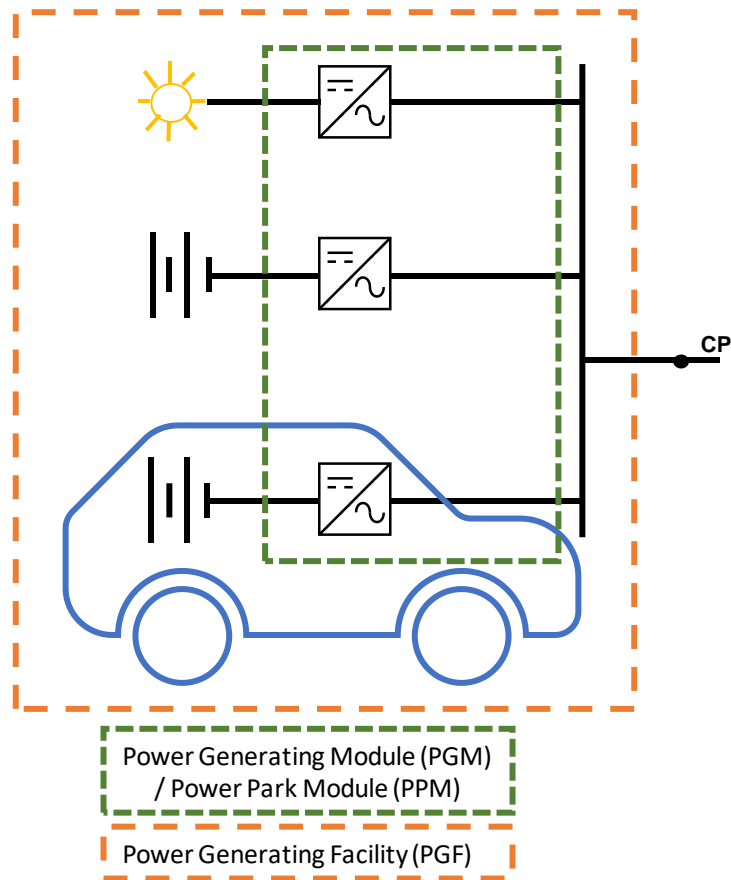 CP
Power Generating Module (PGM)
/ Power Park Module (PPM)
Power Generating Facility (PGF)